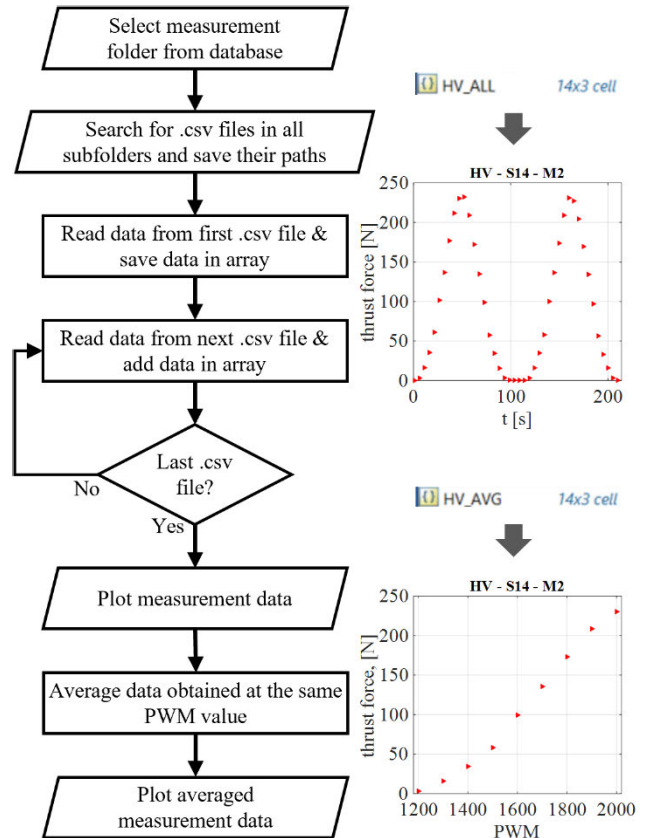 Select measurement
folder from database
Search for .csv files in all
subfolders and save their paths
Read data from first .csv file &
save data in array
Read data from next .csv file &
add data in array
Last .csv
file?
No
Yes
Plot measurement data
Average data obtained at the same
PWM value
Plot averaged
measurement data
{} HV_ALL 14x3 cell
HV - S14 - M2
thrust force [N]
250
200
150
100
50
0
0 100 200
t [s]
{} HV_AVG 14x3 cell
HV - S14 - M2
thrust force, [N]
250
200
150
100
50
0
1200 1400 1600 1800 2000
PWM